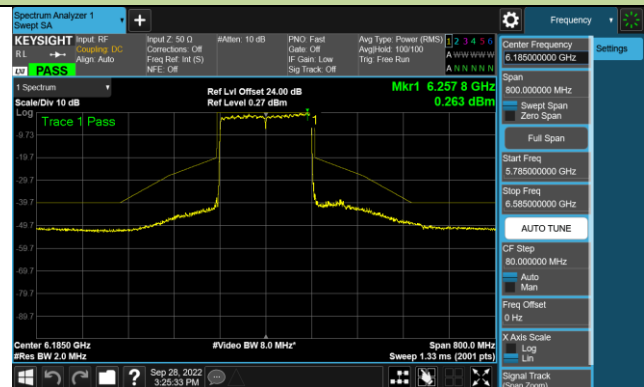 Spectrum Analyzer 1
Swept SA
+
Frequency
KEYSIGHT
RL
LXI
PASS
Input: RF
Coupling: DC
Align: Auto
Input Z: 50 Ω
Corrections: Off
Freq Ref: Int (S)
NFE: Off
#Atten: 10 dB
PNO: Fast
Gate: Off
IF Gain: Low
Sig Track: Off
Avg Type: Power (RMS)
Avg|Hold: 100/100
Trig: Free Run
1 2 3 4 5 6
A W W W W W
A N N N N N
1 Spectrum
Scale/Div 10 dB
Ref Lvl Offset 24.00 dB
Ref Level 0.27 dBm
Mkr1 6.257 8 GHz
0.263 dBm
Log
Trace 1 Pass
1
-9.73
-19.7
-29.7
-39.7
-49.7
-59.7
-69.7
-79.7
-89.7
Center 6.1850 GHz
#Res BW 2.0 MHz
#Video BW 8.0 MHz*
Span 800.0 MHz
Sweep 1.33 ms (2001 pts)
?
Sep 28, 2022
3:25:33 PM
Center Frequency
6.185000000 GHz
Settings
Span
800.000000 MHz
Swept Span
Zero Span
Full Span
Start Freq
5.785000000 GHz
Stop Freq
6.585000000 GHz
AUTO TUNE
CF Step
80.000000 MHz
Auto
Man
Freq Offset
0 Hz
X Axis Scale
Log
Lin
Signal Track
(Span Zoom)